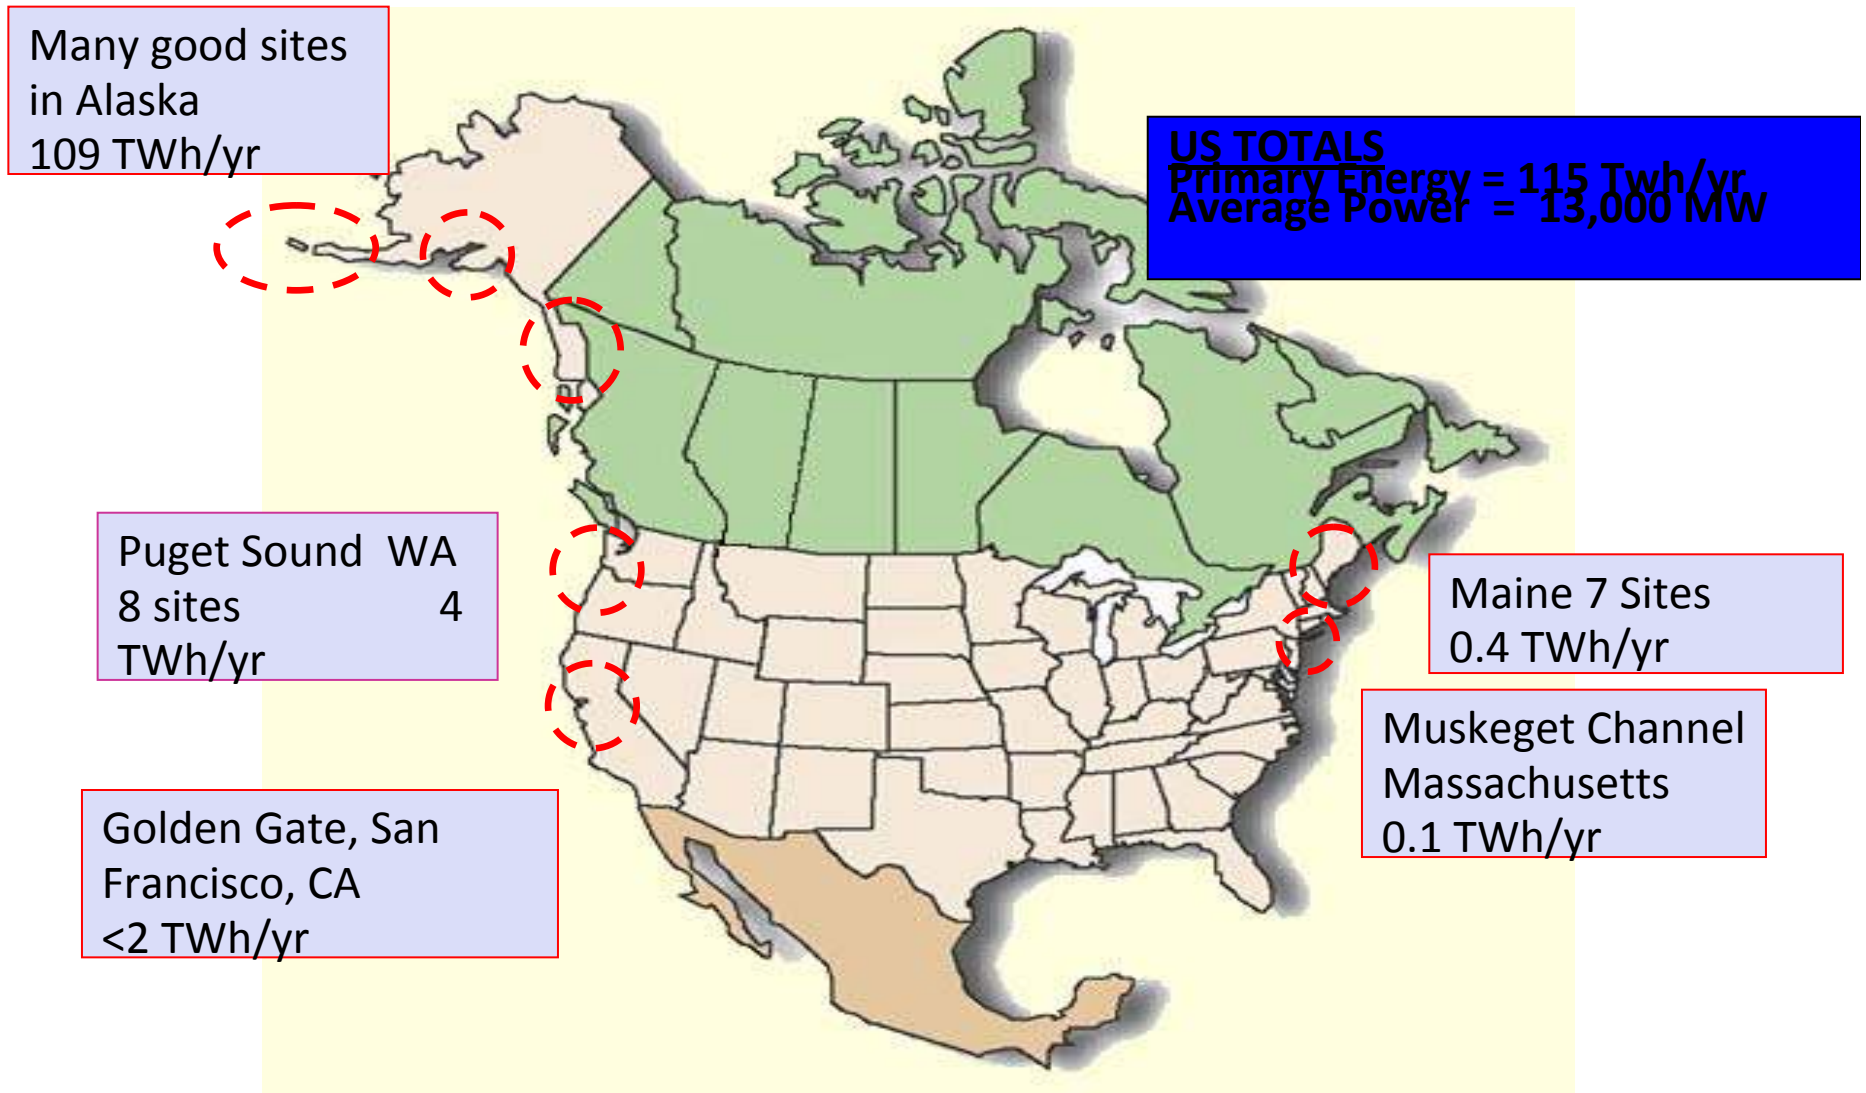 Many good sites
in Alaska
109 TWh/yr
US TOTALS
Primary Energy = 115 Twh/yr
Average Power = 13,000 MW
Puget Sound WA
8 sites 4
TWh/yr
Maine 7 Sites
0.4 TWh/yr
Muskeget Channel
Massachusetts
0.1 TWh/yr
Golden Gate, San
Francisco, CA
<2 TWh/yr